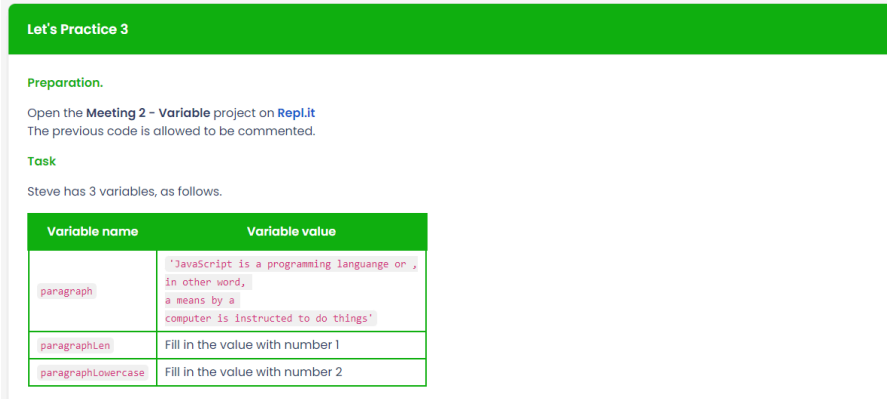 Let's Practice 3
Preparation.
Open the Meeting 2 - Variable project on Repl.it
The previous code is allowed to be commented.
Task
Steve has 3 variables, as follows.
Variable name Variable value
paragraph
'JavaScript is a programming languange or ,
in other word,
a means by a
computer is instructed to do things'
paragraphLen Fill in the value with number 1
paragraphLowercase Fill in the value with number 2